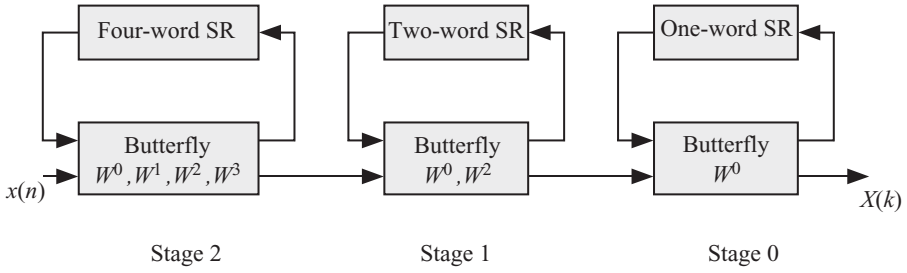 Four-word SR
Two-word SR
One-word SR
Butterfly
W⁰, W¹, W², W³
Butterfly
W⁰, W²
Butterfly
W⁰
x(n)
X(k)
Stage 2
Stage 1
Stage 0